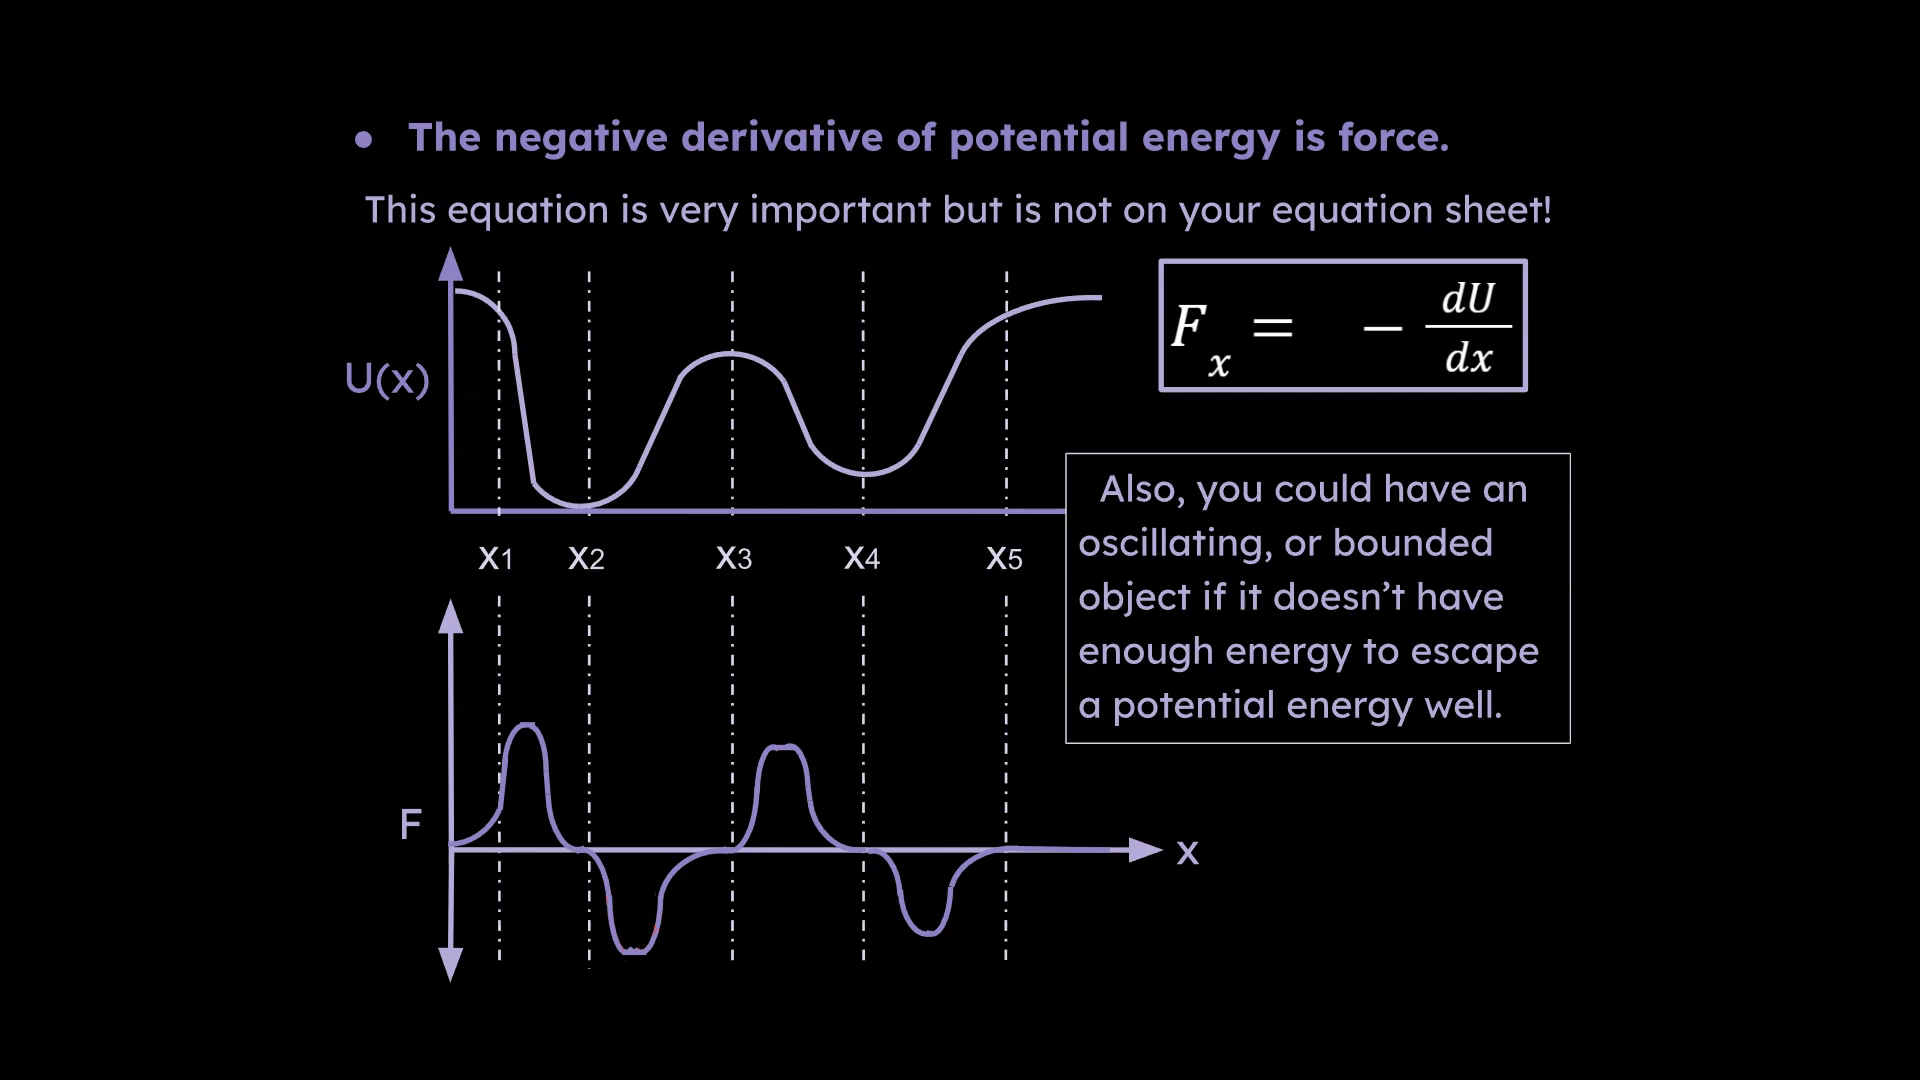 ● The negative derivative of potential energy is force.
This equation is very important but is not on your equation sheet!
U(x)
F_x = - dU/dx
Also, you could have an
oscillating, or bounded
object if it doesn’t have
enough energy to escape
a potential energy well.
x1 x2 x3 x4 x5
F
x